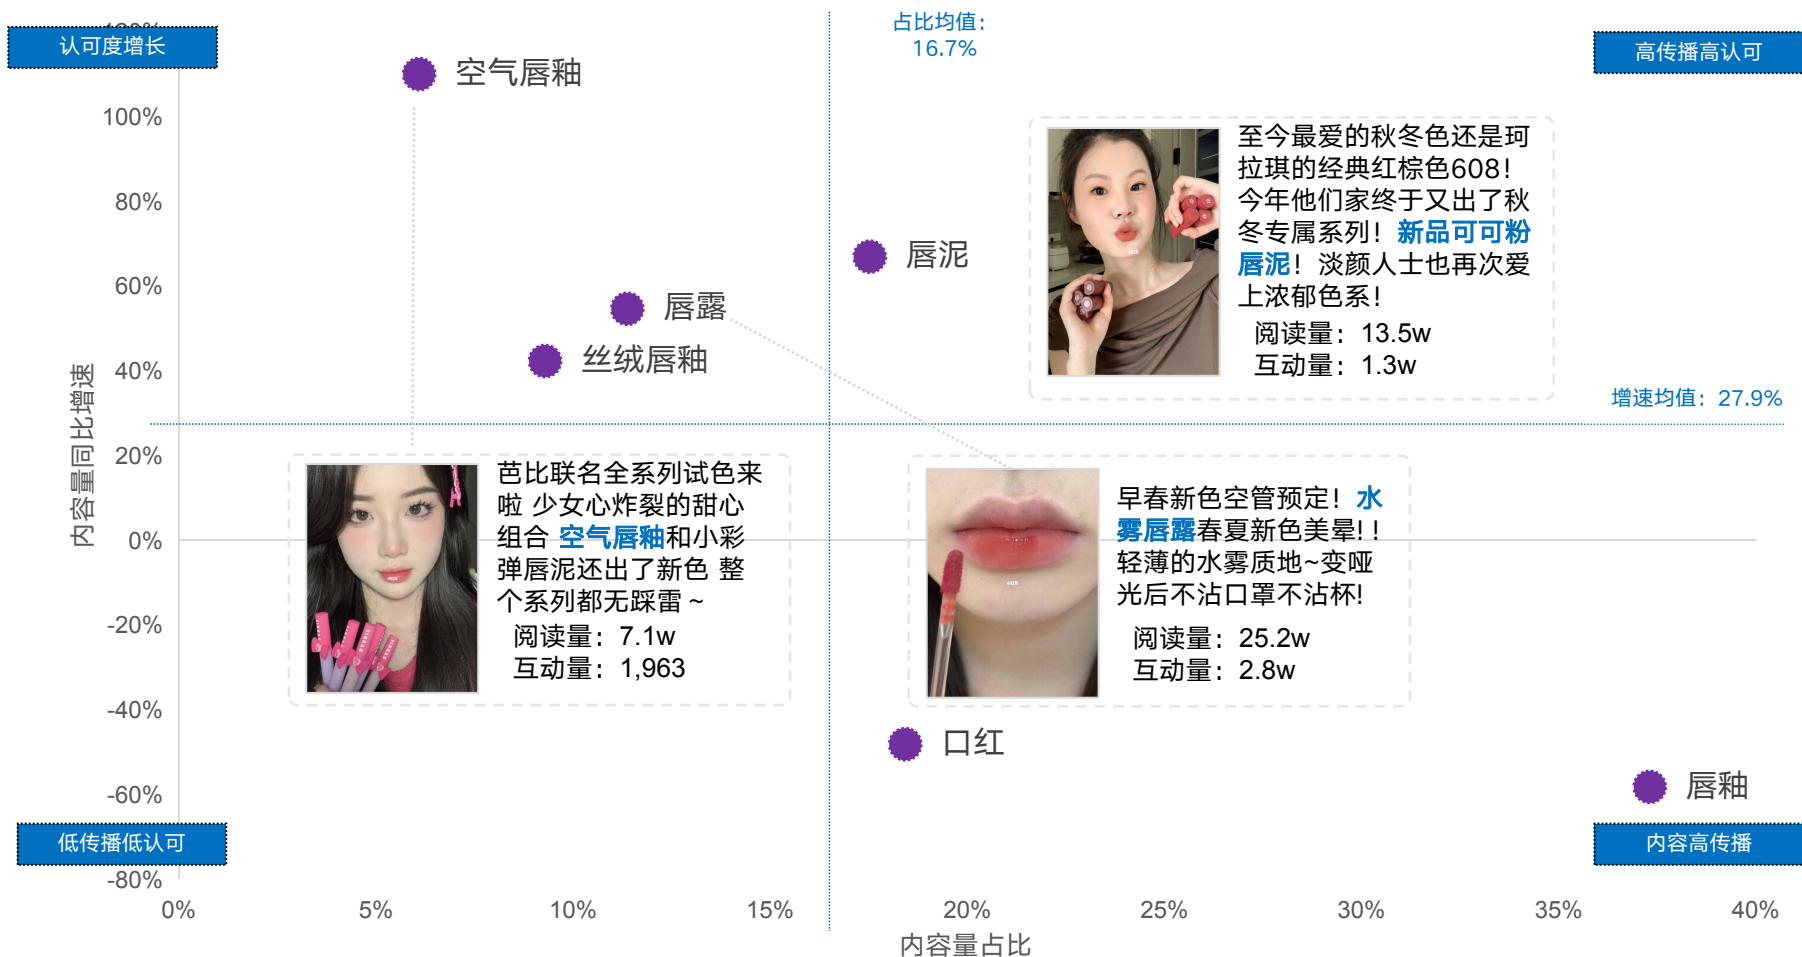 认可度增长
占比均值：
16.7%
高传播高认可
空气唇釉
100%
80%
60%
40%
20%
0%
-20%
-40%
-60%
-80%
内容量同比增速
唇泥
唇露
丝绒唇釉
至今最爱的秋冬色还是珂
拉琪的经典红棕色608！
今年他们家终于又出了秋
冬专属系列！新品可可粉
唇泥！淡颜人士也再次爱
上浓郁色系！
阅读量：13.5w
互动量：1.3w
增速均值：27.9%
芭比联名全系列试色来
啦 少女心炸裂的甜心
组合 空气唇釉和小彩
弹唇泥还出了新色 整
个系列都无踩雷 ~
阅读量：7.1w
互动量：1,963
早春新色空管预定！水
雾唇露春夏新色美晕!！
轻薄的水雾质地~变哑
光后不沾口罩不沾杯!
阅读量：25.2w
互动量：2.8w
口红
唇釉
低传播低认可
内容高传播
0%
5%
10%
15%
20%
25%
30%
35%
40%
内容量占比